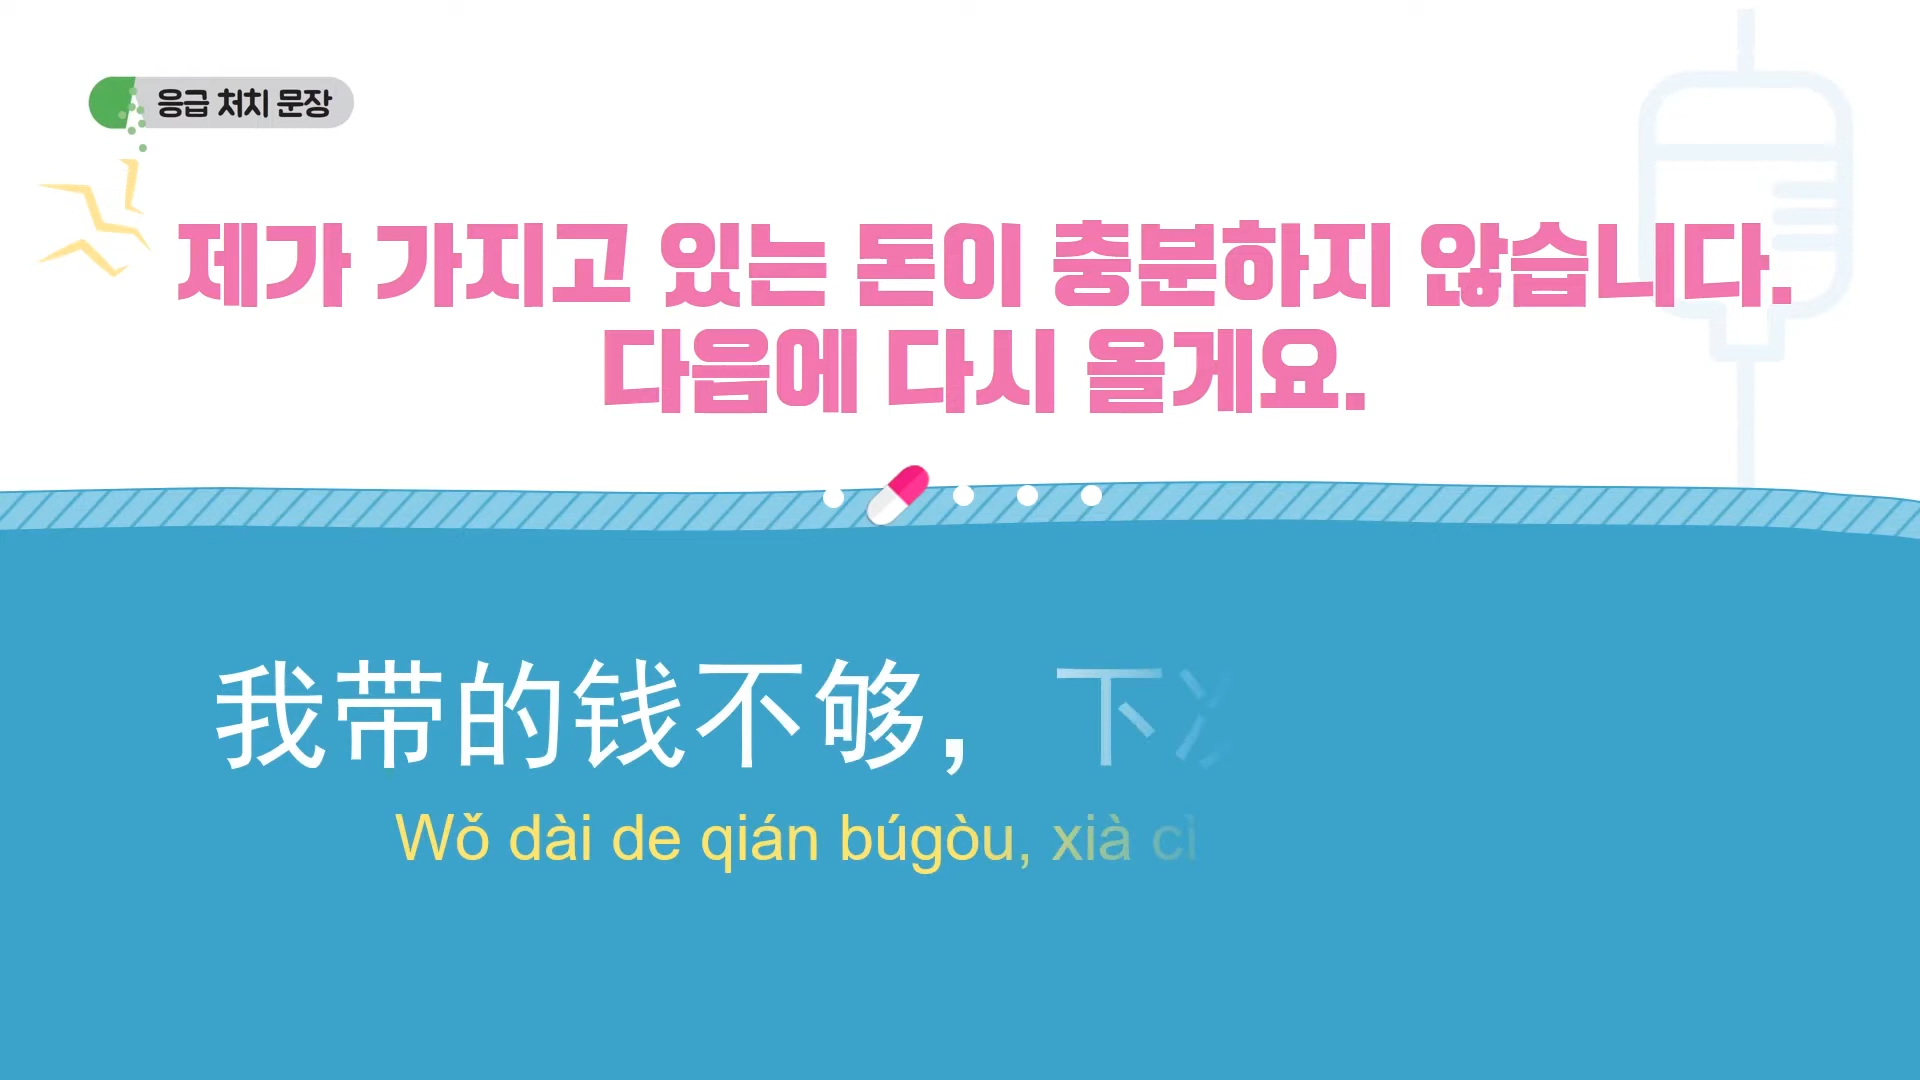 응급 처치 문장
제가 가지고 있는 돈이 충분하지 않습니다.
다음에 다시 올게요.
我带的钱不够，下次
Wǒ dài de qián búgòu, xià cì